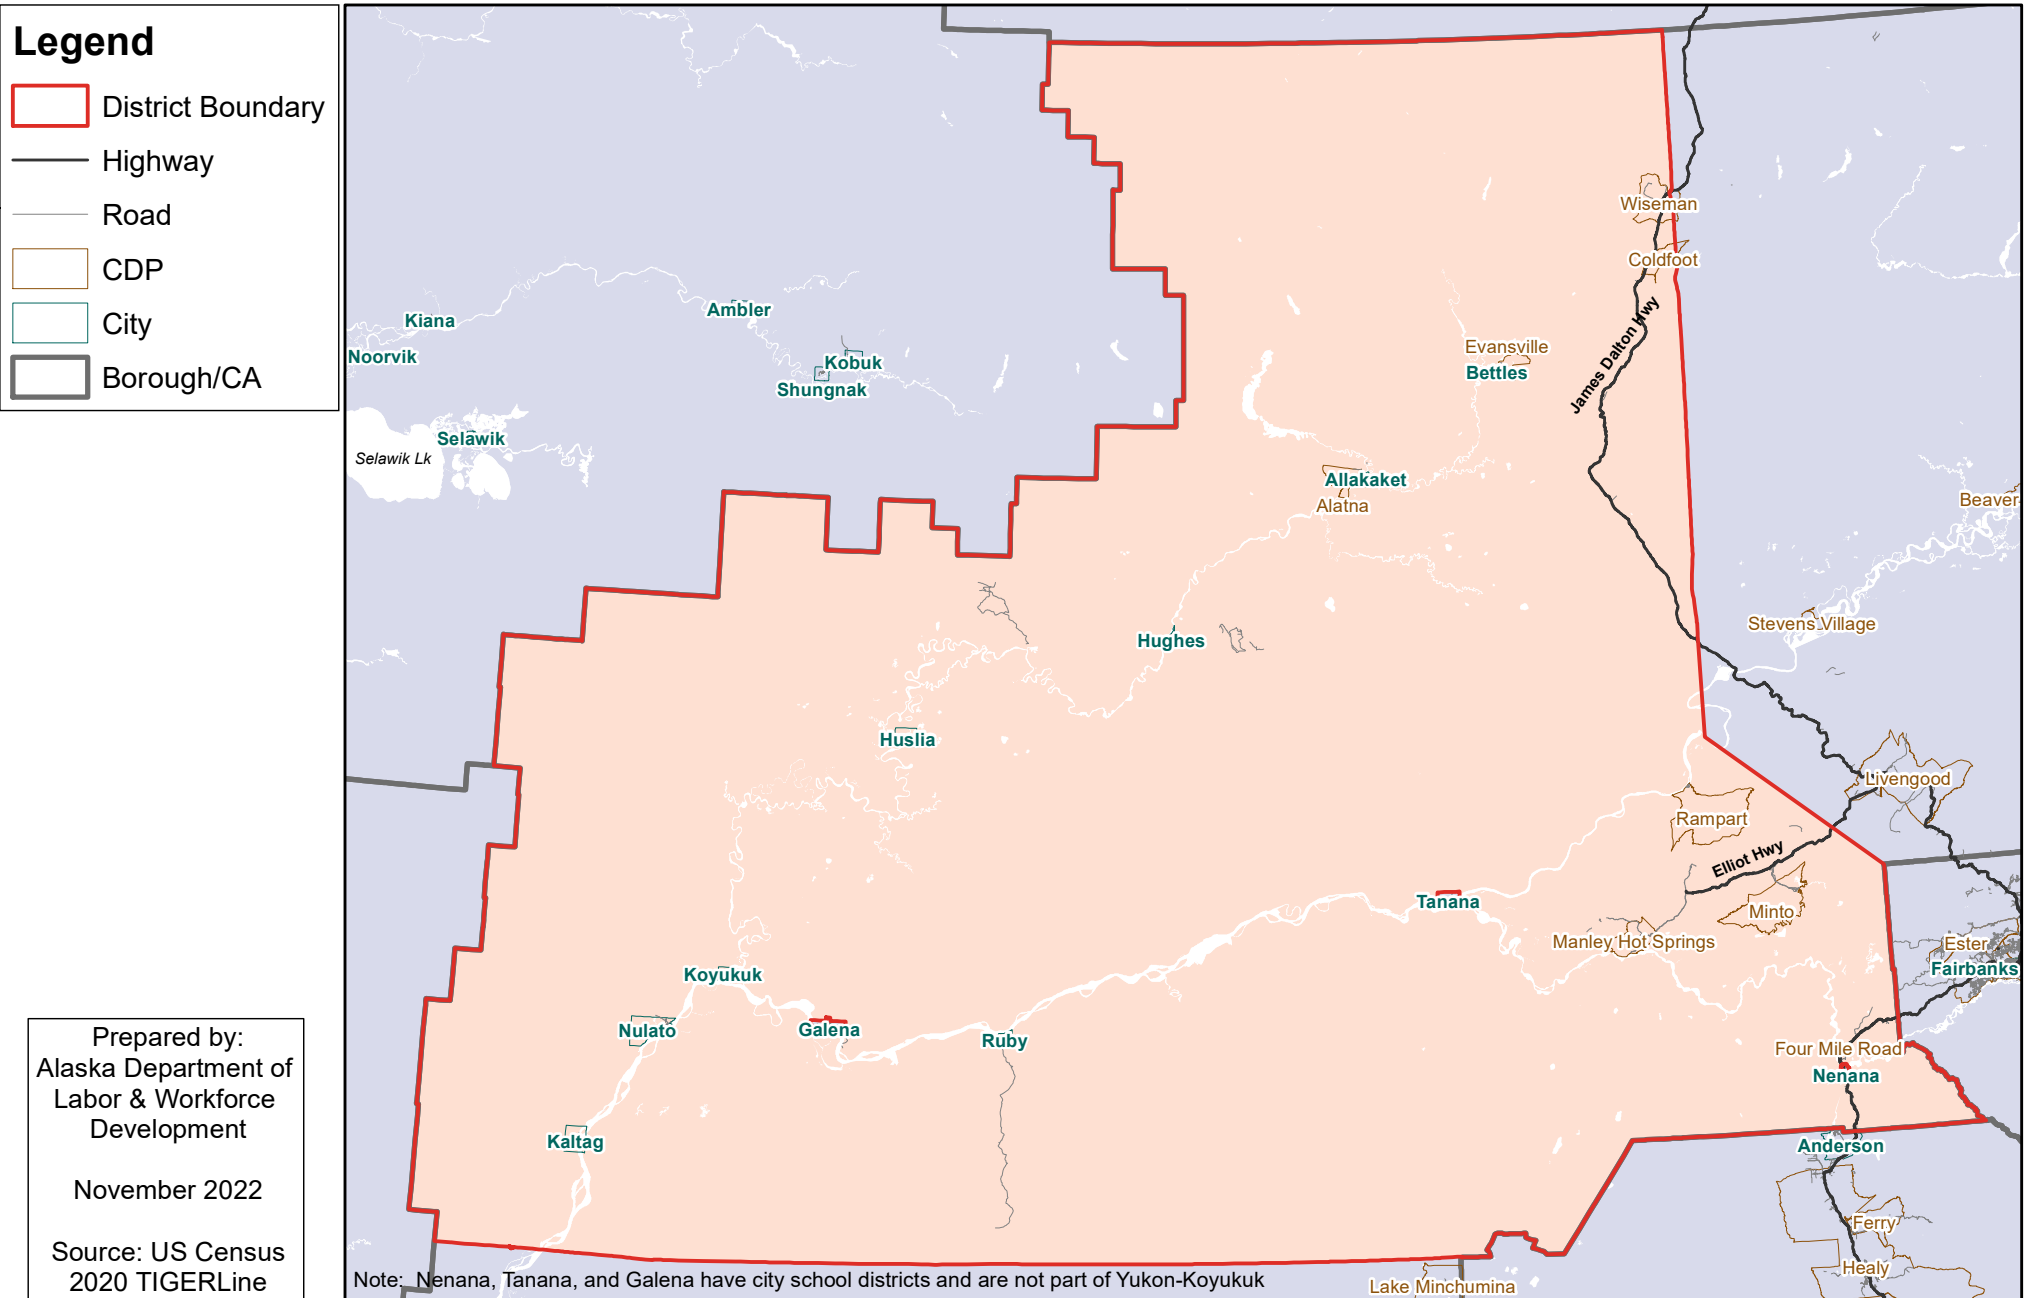 Legend
District Boundary
Highway
Road
CDP
City
Borough/CA
Prepared by:
Alaska Department of
Labor & Workforce
Development
November 2022
Source: US Census
2020 TIGERLine
Wiseman
Coldfoot
James Dalton Hwy
Kiana
Ambler
Noorvik
Kobuk
Shungnak
Evansville
Bettles
Selawik
Selawik Lk
Allakaket
Alatna
Beaver
Stevens Village
Hughes
Huslia
Livengood
Rampart
Elliot Hwy
Tanana
Minto
Manley Hot Springs
Ester
Fairbanks
Koyukuk
Nulato
Galena
Ruby
Four Mile Road
Nenana
Kaltag
Anderson
Ferry
Healy
Lake Minchumina
Note: Nenana, Tanana, and Galena have city school districts and are not part of Yukon-Koyukuk